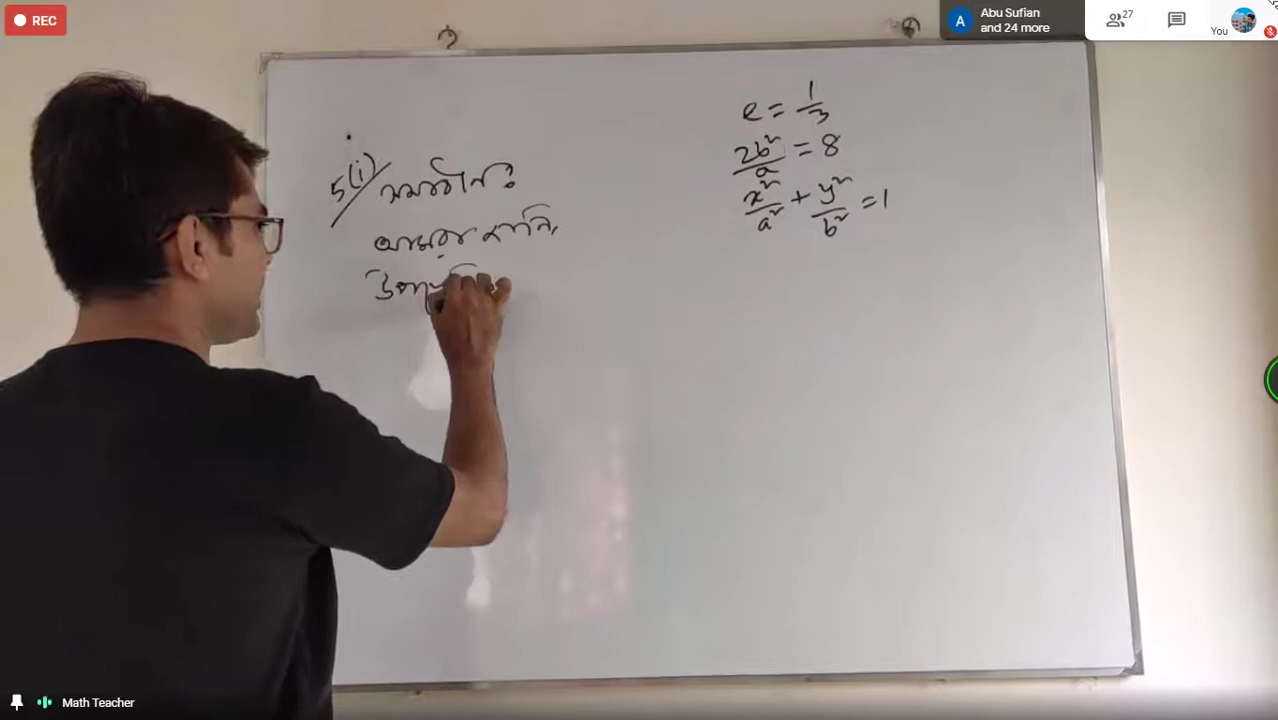 REC
Abu Sufian
and 24 more
27
You
5(i)/ সমাধান:
আমরা জানি,
e = 1/3
2b²/a = 8
x²/a² + y²/b² = 1
Math Teacher